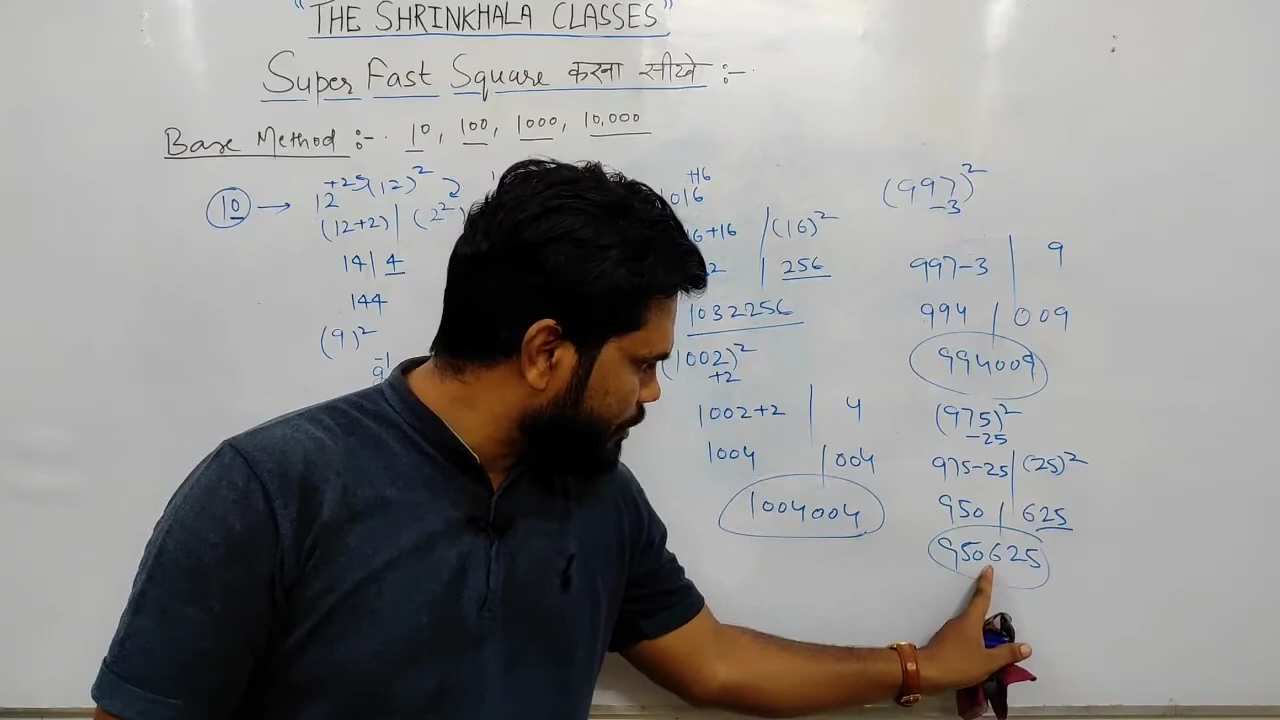 "THE SHRINKHALA CLASSES"
Super Fast Square करना सीखे :-
Base Method :- 10, 100, 1000, 10,000
10 →
12 +2 (12)²
(12+2) | (2²)
14 | 4
144
(9)²
-1
9
+16
016
6+16 | (16)²
2 | 256
1032256
(1002)²
+2
1002+2 | 4
1004 | 004
1004004
(997)²
-3
997-3 | 9
994 | 009
994009
(975)²
-25
975-25 | (25)²
950 | 625
950625